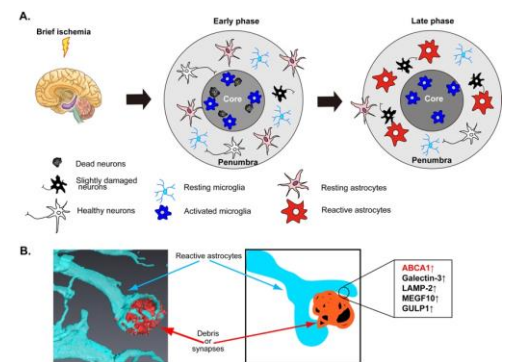 A.
Brief ischemia
Early phase
Late phase
Core
Core
Penumbra
Penumbra
Dead neurons
Slightly damaged
neurons
Healthy neurons
Resting microglia
Activated microglia
Resting astrocytes
Reactive astrocytes
B.
Reactive astrocytes
Debris
or
synapses
ABCA1↑
Galectin-3↑
LAMP-2↑
MEGF10↑
GULP1↑